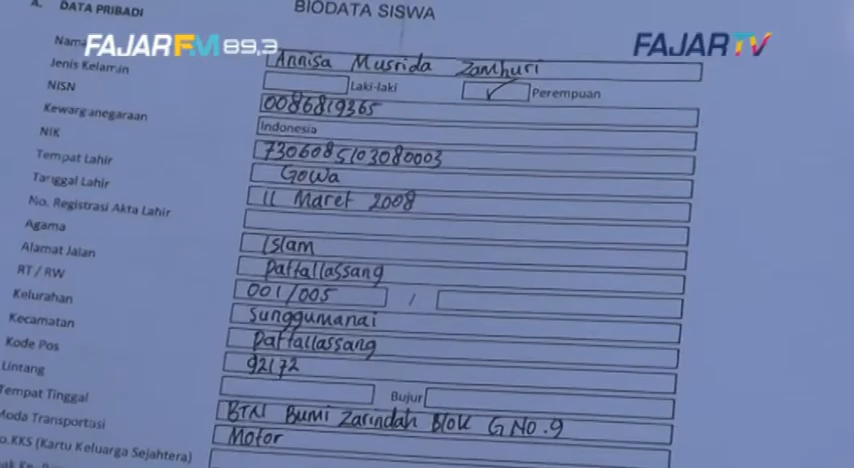 A. DATA PRIBADI
BIODATA SISWA
FAJAR FM 89,3
FAJAR TV
Nama Annisa Musrida Zamhuri
Jenis Kelamin Laki-laki ✓ Perempuan
NISN 0086819365
Kewarganegaraan Indonesia
NIK 7306085103080003
Tempat Lahir Gowa
Tanggal Lahir 11 Maret 2008
No. Registrasi Akta Lahir
Agama Islam
Alamat Jalan Pattallassang
RT / RW 001/005 /
Kelurahan Sunggumanai
Kecamatan Pattallassang
Kode Pos 92172
Lintang Bujur
Tempat Tinggal BTN Bumi Zarindah Blok G No.9
Moda Transportasi Motor
o.KKS (Kartu Keluarga Sejahtera)